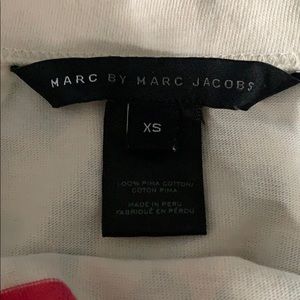 MARC BY MARC JACOBS
XS
100% PIMA COTTON
COTON PIMA
MADE IN PERU
FABRIQUÉ EN PÉROU